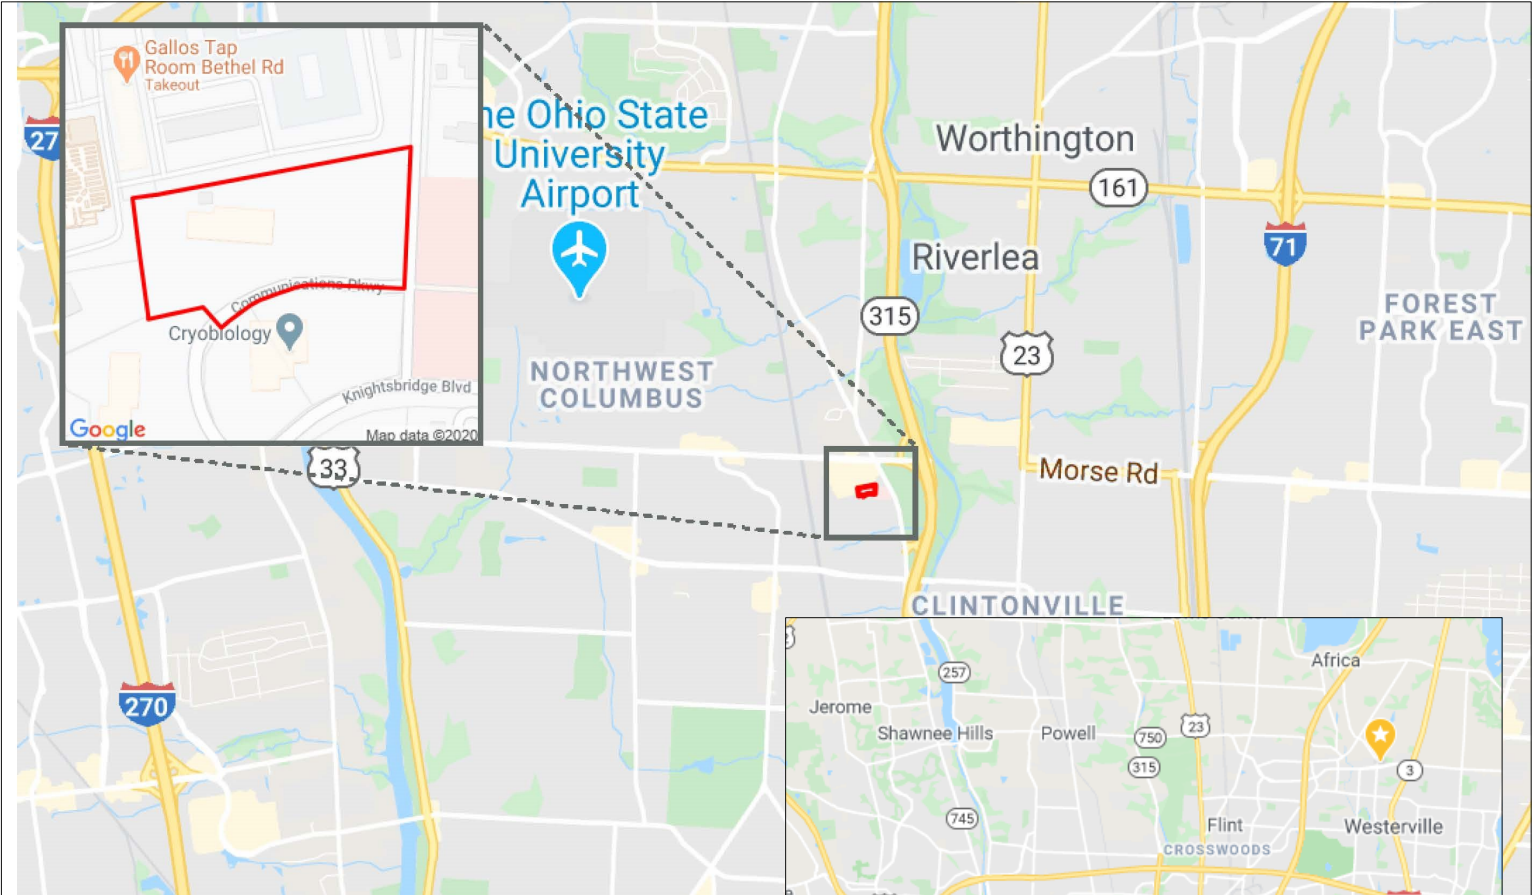 Gallos Tap
Room Bethel Rd
Takeout
Communications Pkwy
Cryobiology
Knightsbridge Blvd
Google
Map data ©2020
27
ne Ohio State
University
Airport
Worthington
161
Riverlea
71
315
23
FOREST
PARK EAST
NORTHWEST
COLUMBUS
33
Morse Rd
CLINTONVILLE
270
Africa
257
Jerome
Shawnee Hills
Powell
750
23
315
3
745
Flint
Westerville
CROSSWOODS